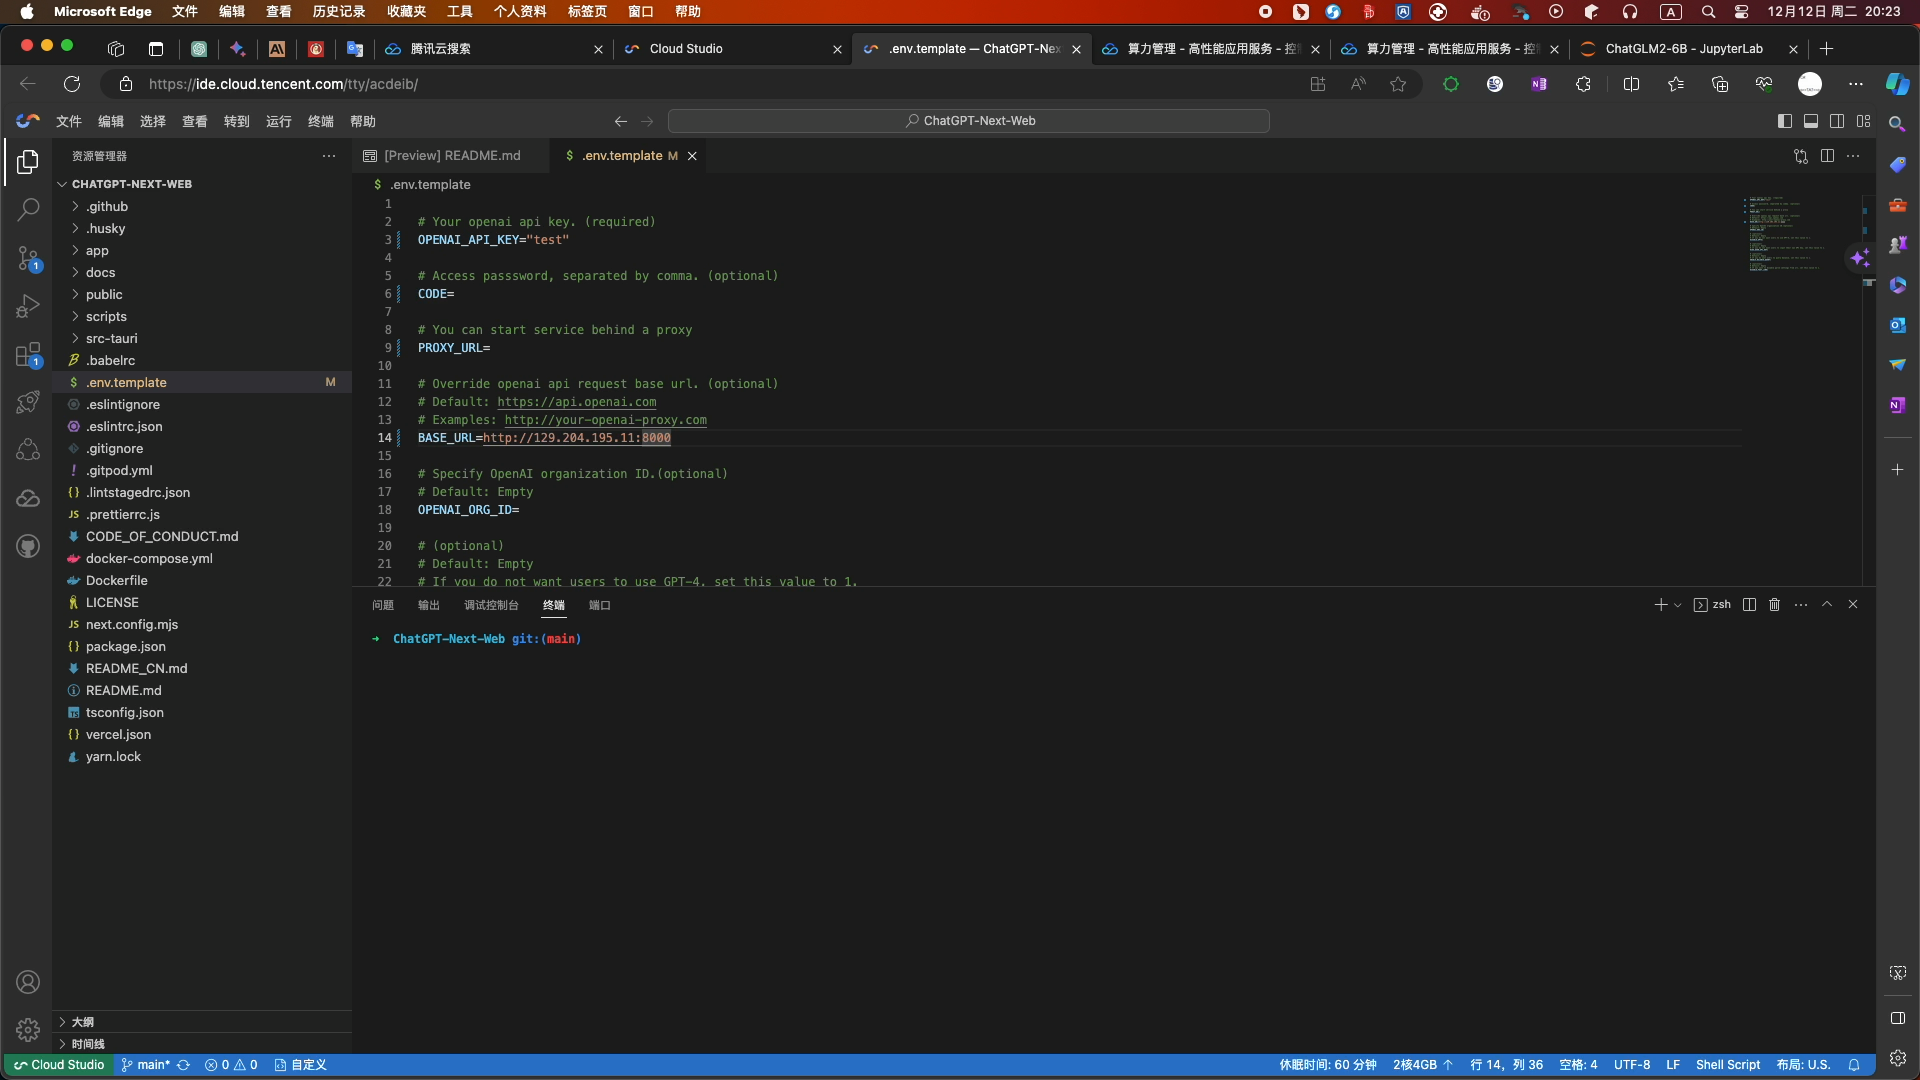 Microsoft Edge 文件 编辑 查看 历史记录 收藏夹 工具 个人资料 标签页 窗口 帮助 A 12月12日 周二 20:23
腾讯云搜索 Cloud Studio .env.template — ChatGPT-Nex 算力管理 - 高性能应用服务 - 控 算力管理 - 高性能应用服务 - 控 ChatGLM2-6B - JupyterLab
https://ide.cloud.tencent.com/tty/acdeib/
文件 编辑 选择 查看 转到 运行 终端 帮助 ChatGPT-Next-Web
资源管理器
[Preview] README.md
$ .env.template M
CHATGPT-NEXT-WEB
.github
.husky
app
docs
public
scripts
src-tauri
.babelrc
$ .env.template M
.eslintignore
.eslintrc.json
.gitignore
! .gitpod.yml
{} .lintstagedrc.json
JS .prettierrc.js
CODE_OF_CONDUCT.md
docker-compose.yml
Dockerfile
LICENSE
JS next.config.mjs
{} package.json
README_CN.md
README.md
TS tsconfig.json
{} vercel.json
yarn.lock
大纲
时间线
$ .env.template
1
2 # Your openai api key. (required)
3 OPENAI_API_KEY="test"
4
5 # Access passsword, separated by comma. (optional)
6 CODE=
7
8 # You can start service behind a proxy
9 PROXY_URL=
10
11 # Override openai api request base url. (optional)
12 # Default: https://api.openai.com
13 # Examples: http://your-openai-proxy.com
14 BASE_URL=http://129.204.195.11:8000
15
16 # Specify OpenAI organization ID.(optional)
17 # Default: Empty
18 OPENAI_ORG_ID=
19
20 # (optional)
21 # Default: Empty
22 # If you do not want users to use GPT-4, set this value to 1.
问题 输出 调试控制台 终端 端口 zsh
➜ ChatGPT-Next-Web git:(main)
Cloud Studio main* 0 0 自定义 休眠时间: 60 分钟 2核4GB ↑ 行 14, 列 36 空格: 4 UTF-8 LF Shell Script 布局: U.S.